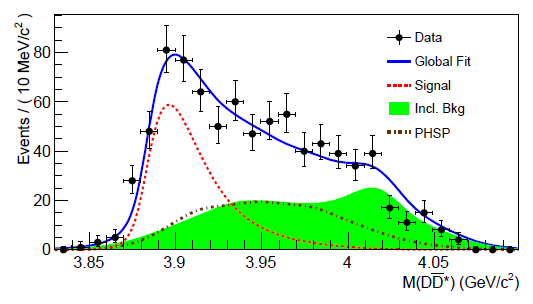 Events / ( 10 MeV/c² )
80
60
40
20
0
3.85
3.9
3.95
4
4.05
M(DD̅*) (GeV/c²)
Data
Global Fit
Signal
Incl. Bkg
PHSP